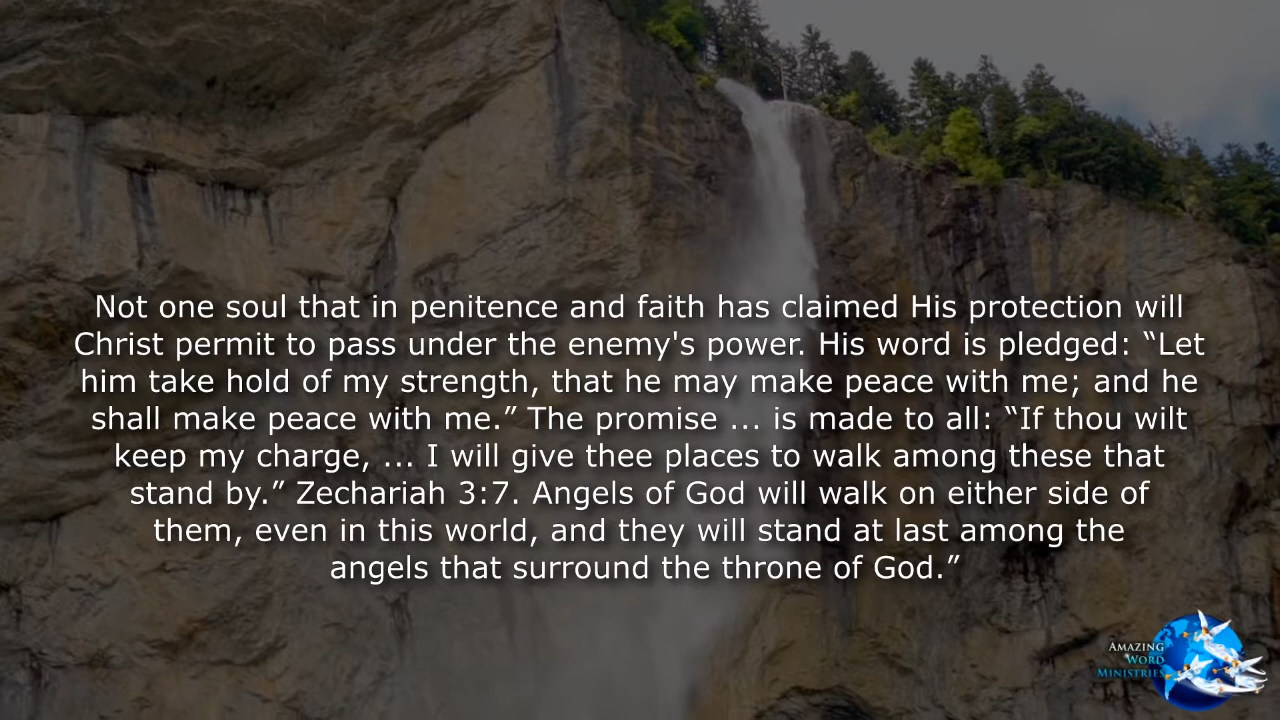 Not one soul that in penitence and faith has claimed His protection will
Christ permit to pass under the enemy's power. His word is pledged: “Let
him take hold of my strength, that he may make peace with me; and he
shall make peace with me.” The promise ... is made to all: “If thou wilt
keep my charge, ... I will give thee places to walk among these that
stand by.” Zechariah 3:7. Angels of God will walk on either side of
them, even in this world, and they will stand at last among the
angels that surround the throne of God.”
Amazing
Word
Ministries